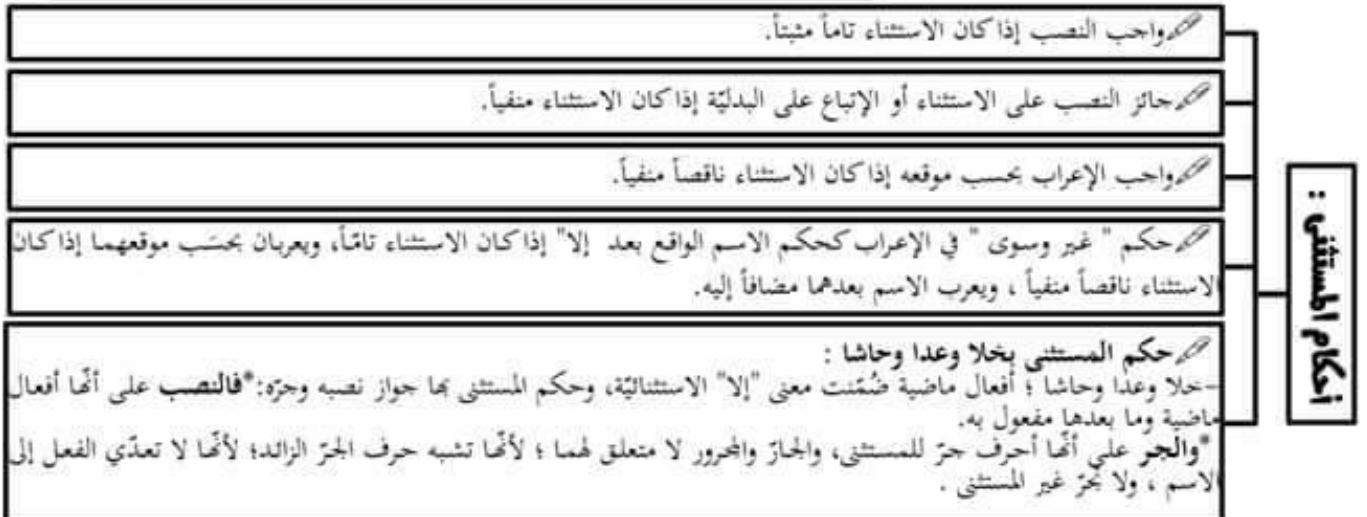 أحكام المستثنى :
واجب النصب إذا كان الاستثناء تاماً مثبتاً.
جائز النصب على الاستثناء أو الإتباع على البدليّة إذا كان الاستثناء منفياً.
واجب الإعراب بحسب موقعه إذا كان الاستثناء ناقصاً منفياً.
حكم " غير وسوى " في الإعراب كحكم الاسم الواقع بعد إلا" إذا كان الاستثناء تامّاً، ويعربان بحسَب موقعهما إذا كان
الاستثناء ناقصاً منفياً ، ويعرب الاسم بعدهما مضافاً إليه.
حكم المستثنى بخلا وعدا وحاشا :
-خلا وعدا وحاشا ؛ أفعال ماضية ضُمّنت معنى "إلا" الاستثنائيّة، وحكم المستثنى بها جواز نصبه وجرّه:*فالنصب على أنّها أفعال
ماضية وما بعدها مفعول به.
*والجر على أنّها أحرف جرّ للمستثنى، والجارّ والمجرور لا متعلق لهما ؛ لأنّها تشبه حرف الجرّ الزائد؛ لأنّها لا تعدّي الفعل إلى
الاسم ، ولا تجرّ غير المستثنى .